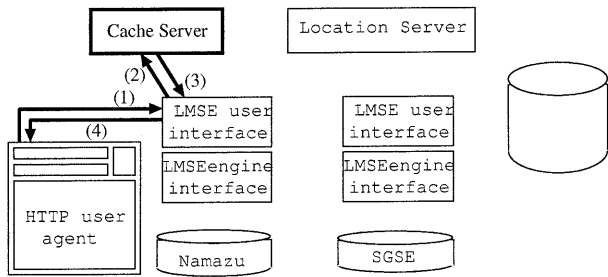 Cache Server
Location Server
(2)
(3)
(1)
(4)
LMSE user
interface
LMSE user
interface
LMSEengine
interface
LMSEengine
interface
HTTP user
agent
Namazu
SGSE